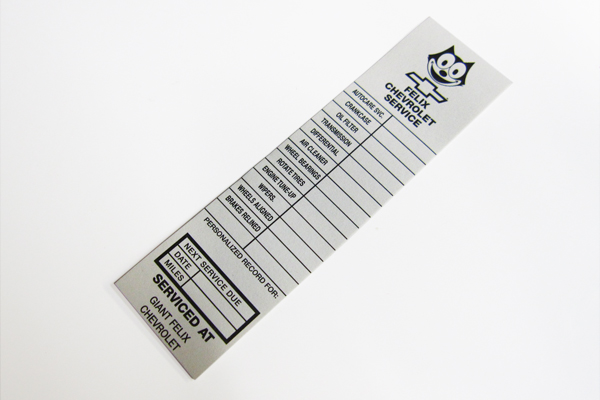 FELIX
CHEVROLET
SERVICE
AUTOCARE SVC.
CRANKCASE
OIL FILTER
TRANSMISSION
DIFFERENTIAL
AIR CLEANER
WHEEL BEARINGS
ROTATE TIRES
ENGINE TUNE-UP
WIPERS.
WHEELS ALIGNED
BRAKES RELINED
PERSONALIZED RECORD FOR:
NEXT SERVICE DUE
DATE
MILES
SERVICED AT
GIANT FELIX
CHEVROLET